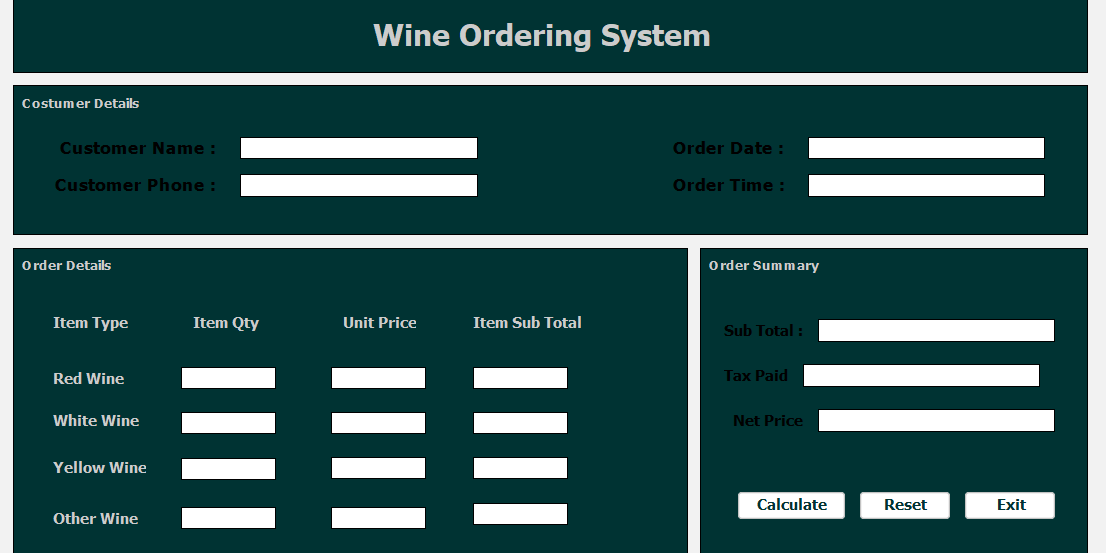 Wine Ordering System
Costumer Details
Customer Name :
Order Date :
Customer Phone :
Order Time :
Order Details
Order Summary
Item Type Item Qty Unit Price Item Sub Total
Sub Total :
Red Wine
Tax Paid
White Wine
Net Price
Yellow Wine
Calculate Reset Exit
Other Wine